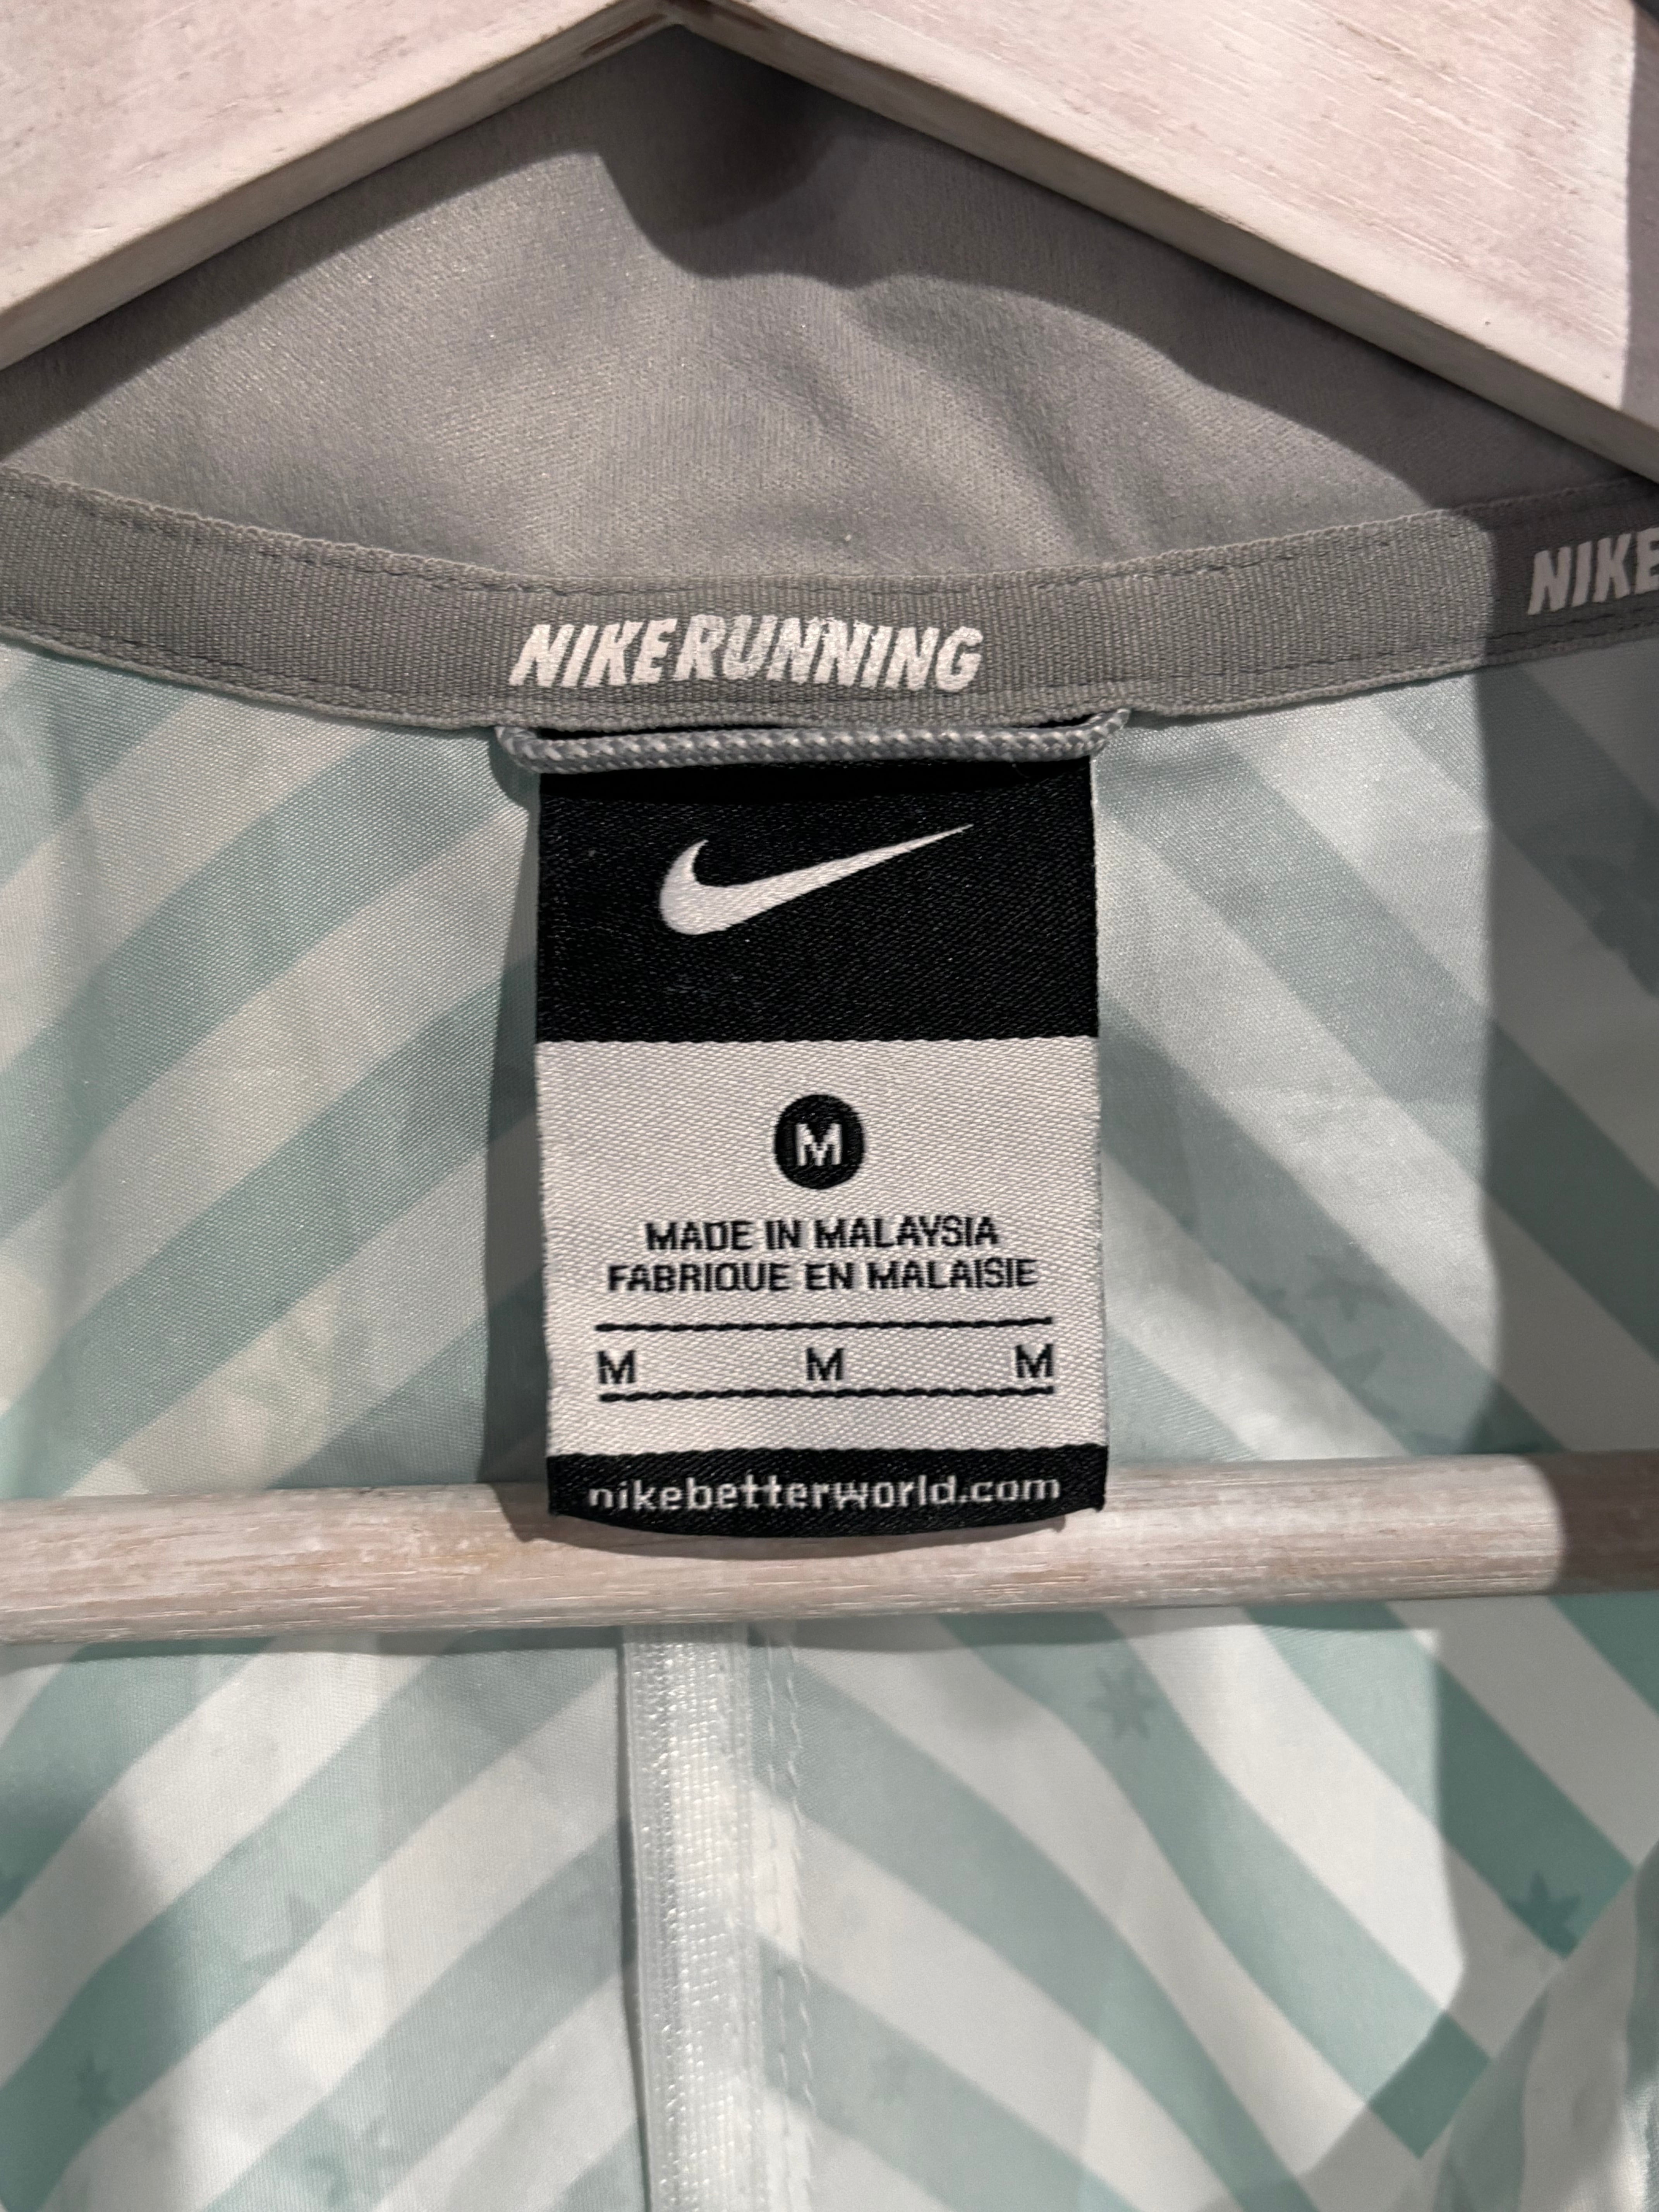 NIKE RUNNING
NIKE
M
MADE IN MALAYSIA
FABRIQUE EN MALAISIE
M M M
nikebetterworld.com